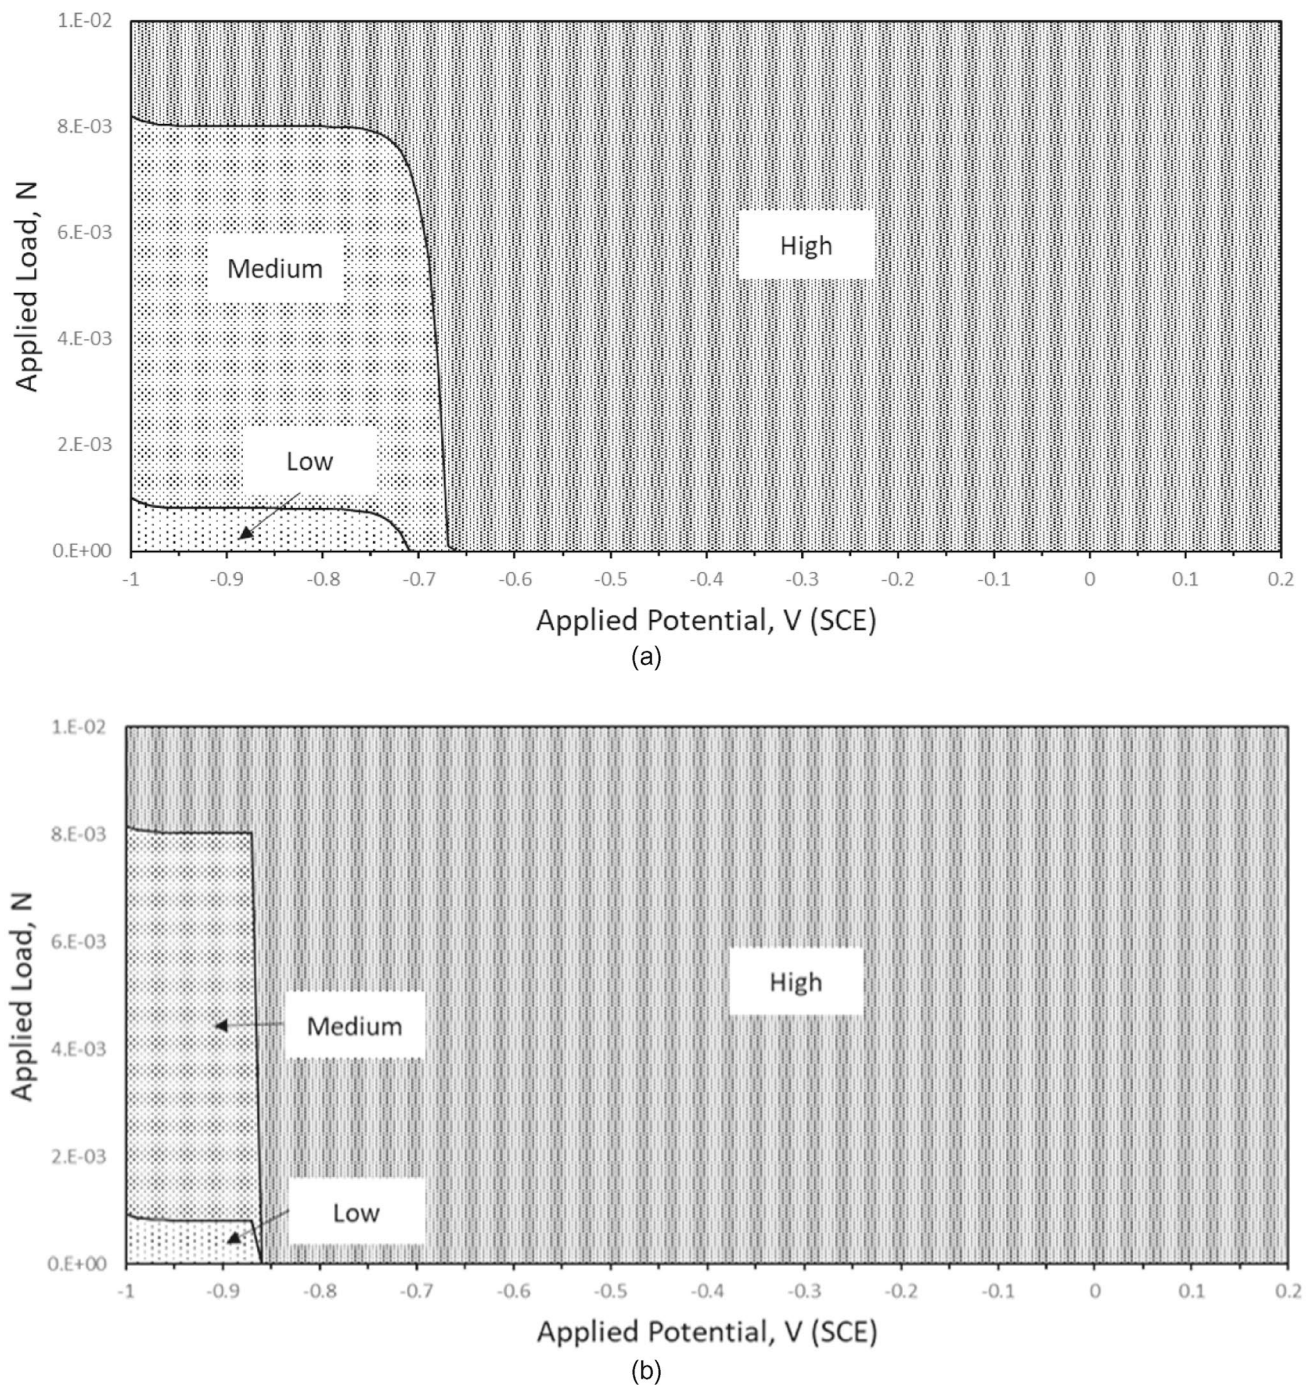 1.E-02
8.E-03
6.E-03
4.E-03
2.E-03
0.E+00
Applied Load, N
Medium
High
Low
-1 -0.9 -0.8 -0.7 -0.6 -0.5 -0.4 -0.3 -0.2 -0.1 0 0.1 0.2
Applied Potential, V (SCE)
(a)
1.E-02
8.E-03
6.E-03
4.E-03
2.E-03
0.E+00
Applied Load, N
High
Medium
Low
-1 -0.9 -0.8 -0.7 -0.6 -0.5 -0.4 -0.3 -0.2 -0.1 0 0.1 0.2
Applied Potential, V (SCE)
(b)